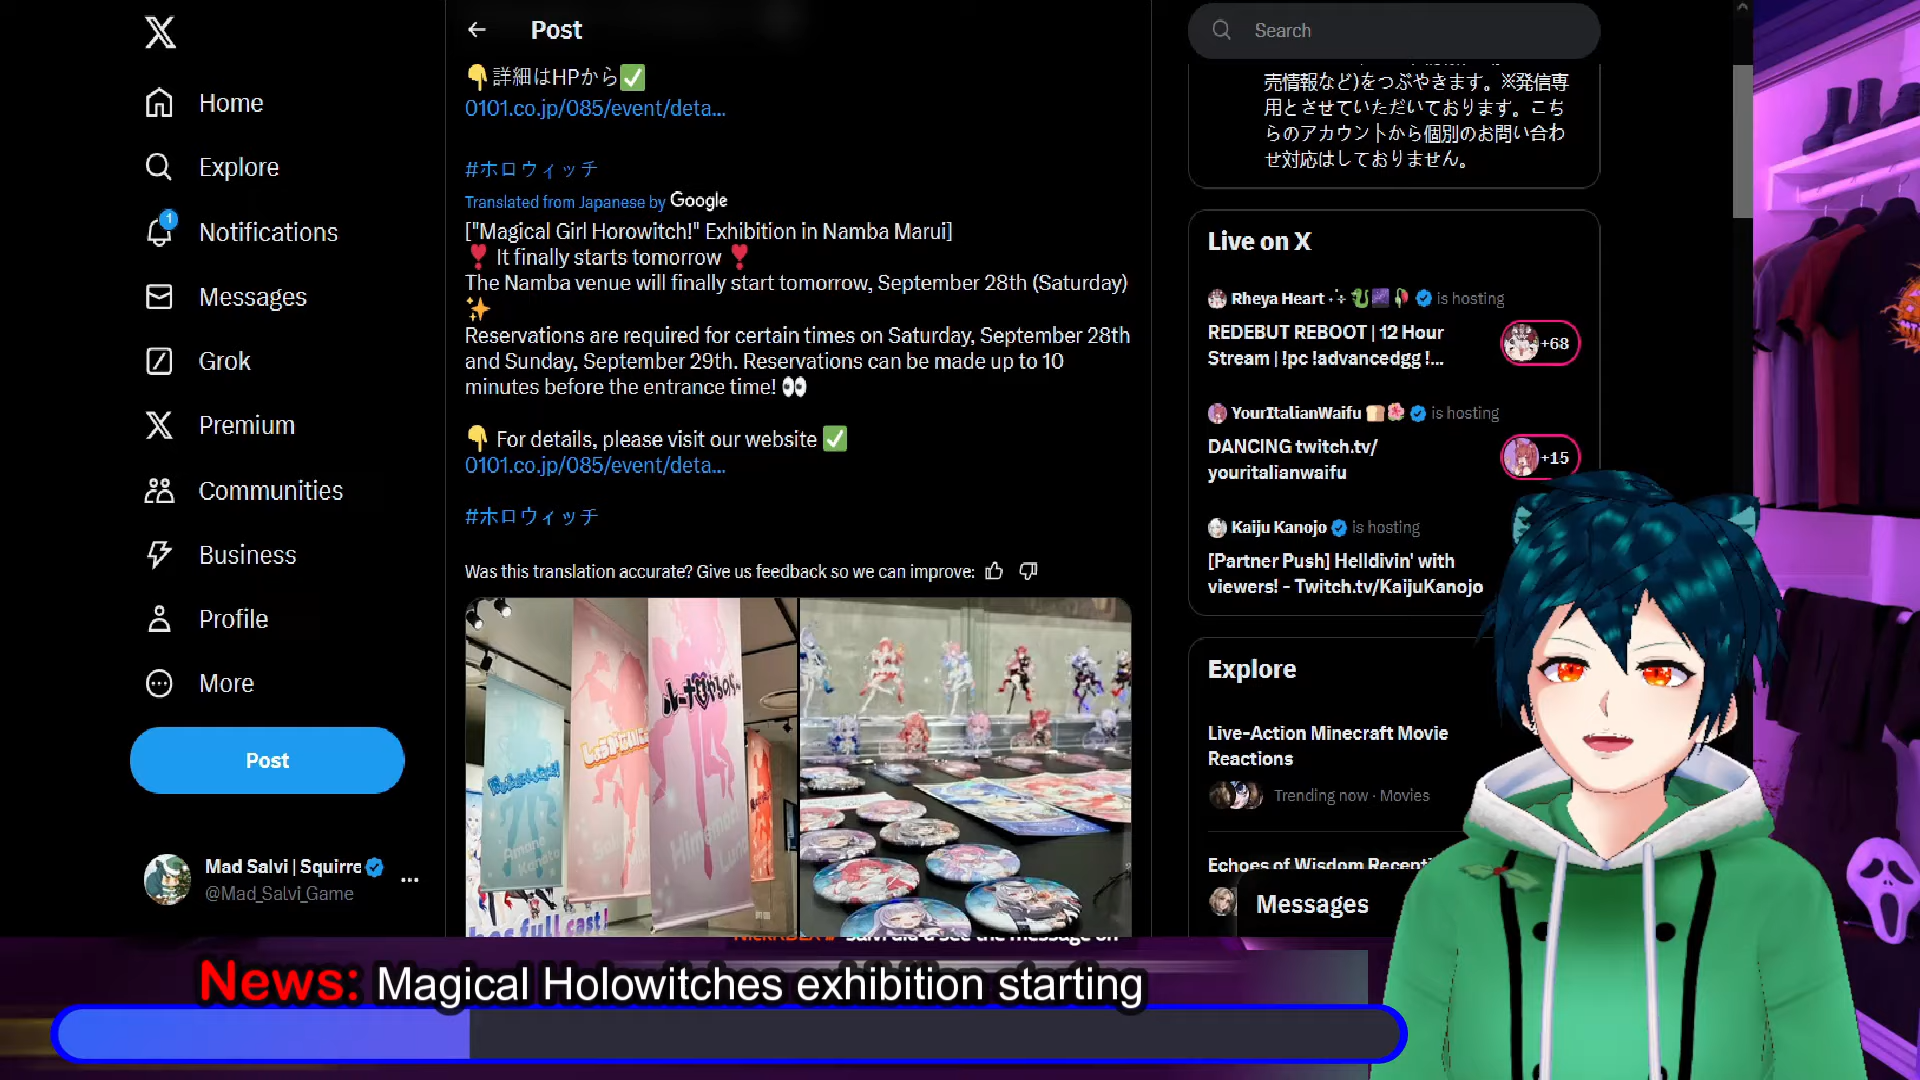 Home
Explore
1
Notifications
Messages
Grok
Premium
Communities
Business
Profile
More
Post
Mad Salvi | Squirre
@Mad_Salvi_Game
Post
👇詳細はHPから✅
0101.co.jp/085/event/deta...
#ホロウィッチ
Translated from Japanese by Google
["Magical Girl Horowitch!" Exhibition in Namba Marui]
❣ It finally starts tomorrow ❣
The Namba venue will finally start tomorrow, September 28th (Saturday)
✨
Reservations are required for certain times on Saturday, September 28th
and Sunday, September 29th. Reservations can be made up to 10
minutes before the entrance time! 👀
👇 For details, please visit our website ✅
0101.co.jp/085/event/deta...
#ホロウィッチ
Was this translation accurate? Give us feedback so we can improve:
Search
売情報など)をつぶやきます。※発信専
用とさせていただいております。こち
らのアカウントから個別のお問い合わ
せ対応はしておりません。
Live on X
Rheya Heart is hosting
REDEBUT REBOOT | 12 Hour
Stream | !pc !advancedgg !...
+68
YourItalianWaifu 🍞🌺 is hosting
DANCING twitch.tv/
youritalianwaifu
+15
Kaiju Kanojo is hosting
[Partner Push] Helldivin' with
viewers! - Twitch.tv/KaijuKanojo
Explore
Live-Action Minecraft Movie
Reactions
Trending now · Movies
Echoes of Wisdom Recepti
Messages
News: Magical Holowitches exhibition starting